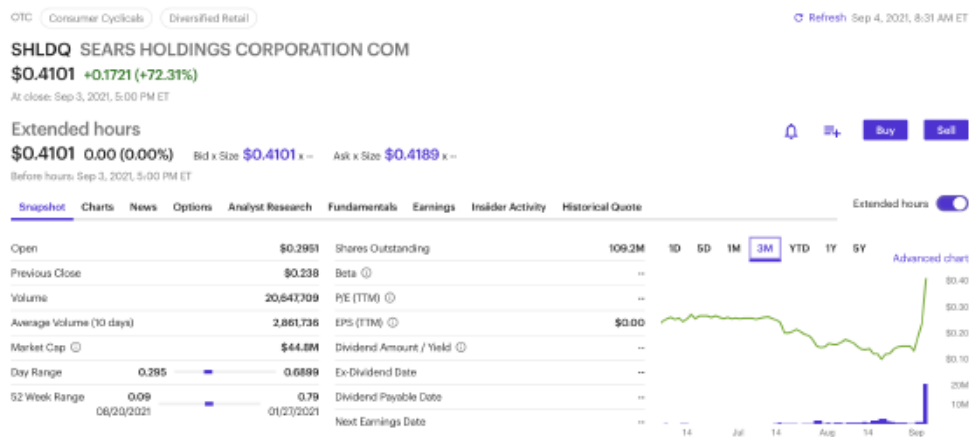 OTC Consumer Cyclicals Diversified Retail
Refresh Sep 4, 2021, 8:31 AM ET
SHLDQ SEARS HOLDINGS CORPORATION COM
$0.4101 +0.1721 (+72.31%)
At close: Sep 3, 2021, 5:00 PM ET
Extended hours
Buy Sell
$0.4101 0.00 (0.00%) Bid x Size $0.4101 x -- Ask x Size $0.4189 x --
Before hours: Sep 3, 2021, 5:00 PM ET
Snapshot Charts News Options Analyst Research Fundamentals Earnings Insider Activity Historical Quote
Extended hours
Open $0.2951
Previous Close $0.238
Volume 20,647,709
Average Volume (10 days) 2,861,736
Market Cap $44.8M
Day Range 0.295 0.6899
52 Week Range 0.09 0.79
08/20/2021 01/27/2021
Shares Outstanding 109.2M
Beta --
P/E (TTM) --
EPS (TTM) $0.00
Dividend Amount / Yield --
Ex-Dividend Date --
Dividend Payable Date --
Next Earnings Date --
1D 5D 1M 3M YTD 1Y 5Y
Advanced chart
$0.40
$0.30
$0.20
$0.10
20M
10M
14 Jul 14 Aug 14 Sep